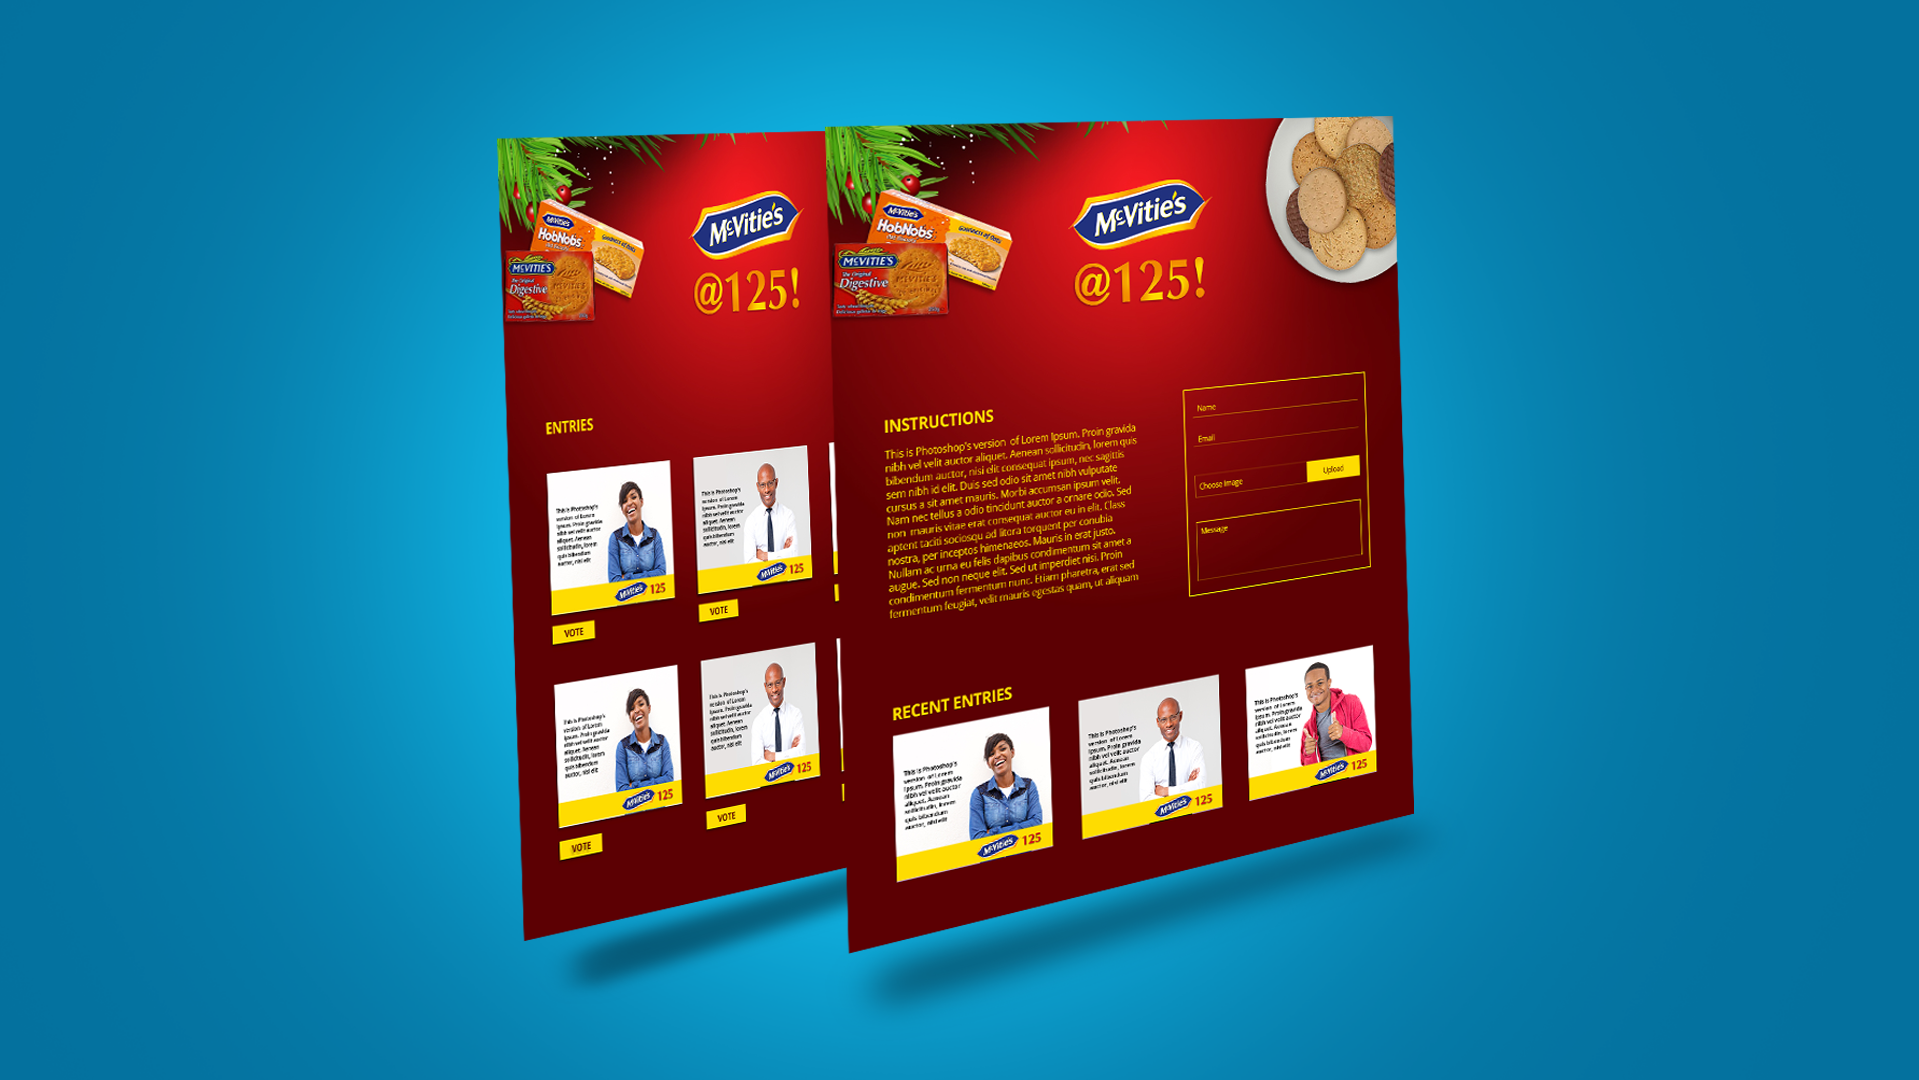 McVitie's
HobNobs
Goodness of Oats
McVITIE'S
The Original
Digestive
McVitie's
@125!
ENTRIES
This is Photoshop's
version of Lorem
Ipsum. Proin gravida
nibh vel velit auctor
aliquet. Aenean
sollicitudin, lorem
quis bibendum
auctor, nisi elit
McVitie's 125
VOTE
This is Photoshop's
version of Lorem
Ipsum. Proin gravida
nibh vel velit auctor
aliquet. Aenean
sollicitudin, lorem
quis bibendum
auctor, nisi elit
McVitie's 125
VOTE
This is Photoshop's
version of Lorem
Ipsum. Proin gravida
nibh vel velit auctor
aliquet. Aenean
sollicitudin, lorem
quis bibendum
auctor, nisi elit
McVitie's 125
VOTE
This is Photoshop's
version of Lorem
Ipsum. Proin gravida
nibh vel velit auctor
aliquet. Aenean
sollicitudin, lorem
quis bibendum
auctor, nisi elit
McVitie's 125
VOTE
McVitie's
HobNobs
Goodness of Oats
McVITIE'S
The Original
Digestive
McVitie's
@125!
INSTRUCTIONS
This is Photoshop's version of Lorem Ipsum. Proin gravida
nibh vel velit auctor aliquet. Aenean sollicitudin, lorem quis
bibendum auctor, nisi elit consequat ipsum, nec sagittis
sem nibh id elit. Duis sed odio sit amet nibh vulputate
cursus a sit amet mauris. Morbi accumsan ipsum velit.
Nam nec tellus a odio tincidunt auctor a ornare odio. Sed
non mauris vitae erat consequat auctor eu in elit. Class
aptent taciti sociosqu ad litora torquent per conubia
nostra, per inceptos himenaeos. Mauris in erat justo.
Nullam ac urna eu felis dapibus condimentum sit amet a
augue. Sed non neque elit. Sed ut imperdiet nisi. Proin
condimentum fermentum nunc. Etiam pharetra, erat sed
fermentum feugiat, velit mauris egestas quam, ut aliquam
Name
Email
Choose Image
Upload
Message
RECENT ENTRIES
This is Photoshop's
version of Lorem
Ipsum. Proin gravida
nibh vel velit auctor
aliquet. Aenean
sollicitudin, lorem
quis bibendum
auctor, nisi elit
McVitie's 125
This is Photoshop's
version of Lorem
Ipsum. Proin gravida
nibh vel velit auctor
aliquet. Aenean
sollicitudin, lorem
quis bibendum
auctor, nisi elit
McVitie's 125
This is Photoshop's
version of Lorem
Ipsum. Proin gravida
nibh vel velit auctor
aliquet. Aenean
sollicitudin, lorem
quis bibendum
auctor, nisi elit
McVitie's 125